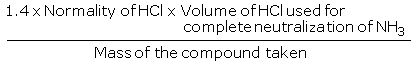 1.4 x Normality of HCl x Volume of HCl used for
complete neutralization of NH3
Mass of the compound taken